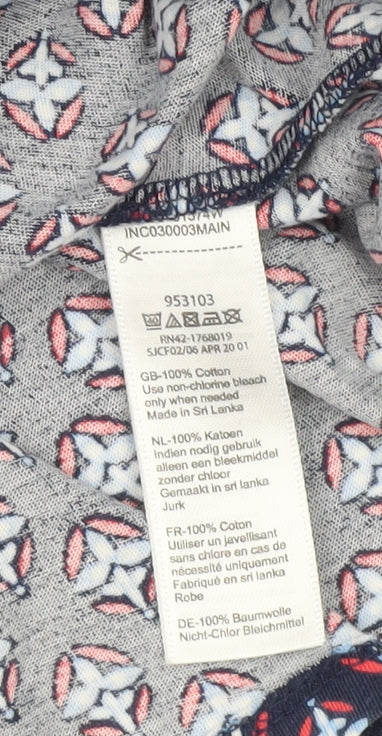 INC030003MAIN
953103
RN42-1768019
SJCF02/06 APR 20 01
GB-100% Cotton
Use non-chlorine bleach
only when needed
Made in Sri Lanka
NL-100% Katoen
Indien nodig gebruik
alleen een bleekmiddel
zonder chloor
Gemaakt in sri lanka
Jurk
FR-100% Coton
Utiliser un javellisant
sans chlore en cas de
nécessité uniquement
Fabriqué en sri lanka
Robe
DE-100% Baumwolle
Nicht-Chlor Bleichmittel